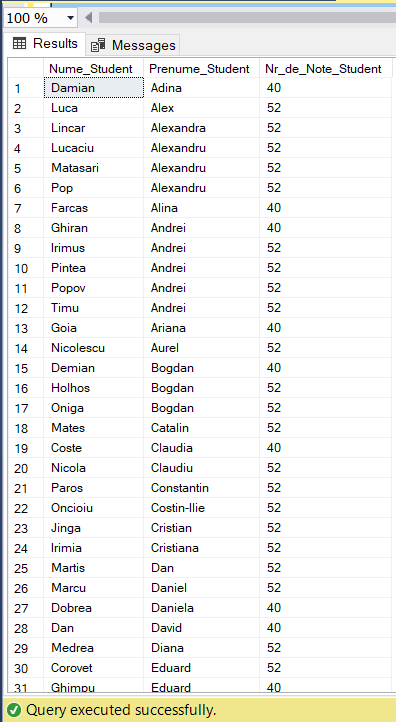 100 %
Results Messages
Nume_Student Prenume_Student Nr_de_Note_Student
1 Damian Adina 40
2 Luca Alex 52
3 Lincar Alexandra 52
4 Lucaciu Alexandru 52
5 Matasari Alexandru 52
6 Pop Alexandru 52
7 Farcas Alina 40
8 Ghiran Andrei 40
9 Irimus Andrei 52
10 Pintea Andrei 52
11 Popov Andrei 52
12 Timu Andrei 52
13 Goia Ariana 40
14 Nicolescu Aurel 52
15 Demian Bogdan 40
16 Holhos Bogdan 52
17 Oniga Bogdan 52
18 Mates Catalin 52
19 Coste Claudia 40
20 Nicola Claudiu 52
21 Paros Constantin 52
22 Oncioiu Costin-Ilie 52
23 Jinga Cristian 52
24 Irimia Cristiana 52
25 Martis Dan 52
26 Marcu Daniel 52
27 Dobrea Daniela 40
28 Dan David 40
29 Medrea Diana 52
30 Corovet Eduard 52
31 Ghimpu Eduard 40
Query executed successfully.